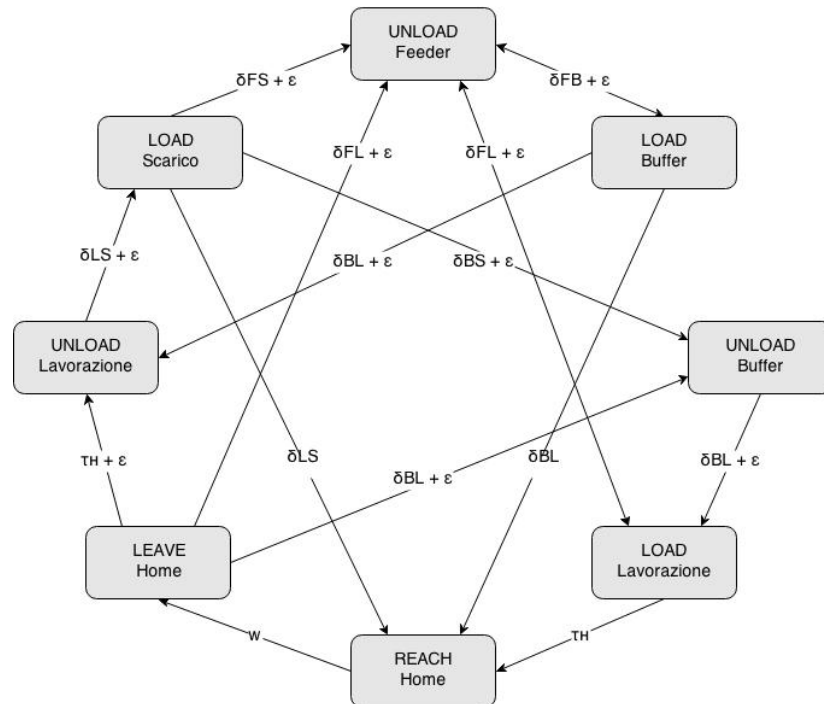 UNLOAD
Feeder
δFS + ε
δFB + ε
LOAD
Scarico
δFL + ε
δFL + ε
LOAD
Buffer
δLS + ε
δBL + ε
δBS + ε
UNLOAD
Lavorazione
UNLOAD
Buffer
τH + ε
δLS
δBL + ε
δBL
δBL + ε
LEAVE
Home
LOAD
Lavorazione
W
REACH
Home
τH